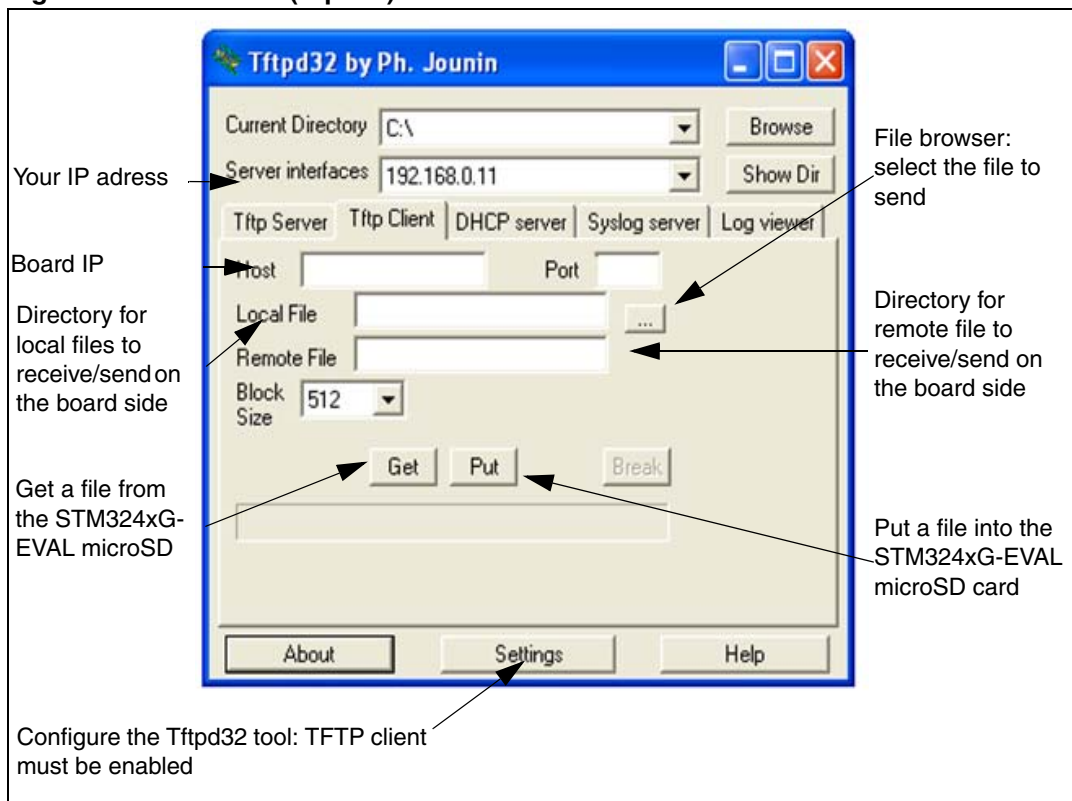 Tftpd32 by Ph. Jounin
Current Directory C:\ Browse
Server interfaces 192.168.0.11 Show Dir
Tftp Server Tftp Client DHCP server Syslog server Log viewer
Host Port
Local File ...
Remote File
Block
Size 512
Get Put Break
About Settings Help
Your IP adress
Board IP
Directory for
local files to
receive/send on
the board side
Get a file from
the STM324xG-
EVAL microSD
File browser:
select the file to
send
Directory for
remote file to
receive/send on
the board side
Put a file into the
STM324xG-EVAL
microSD card
Configure the Tftpd32 tool: TFTP client
must be enabled